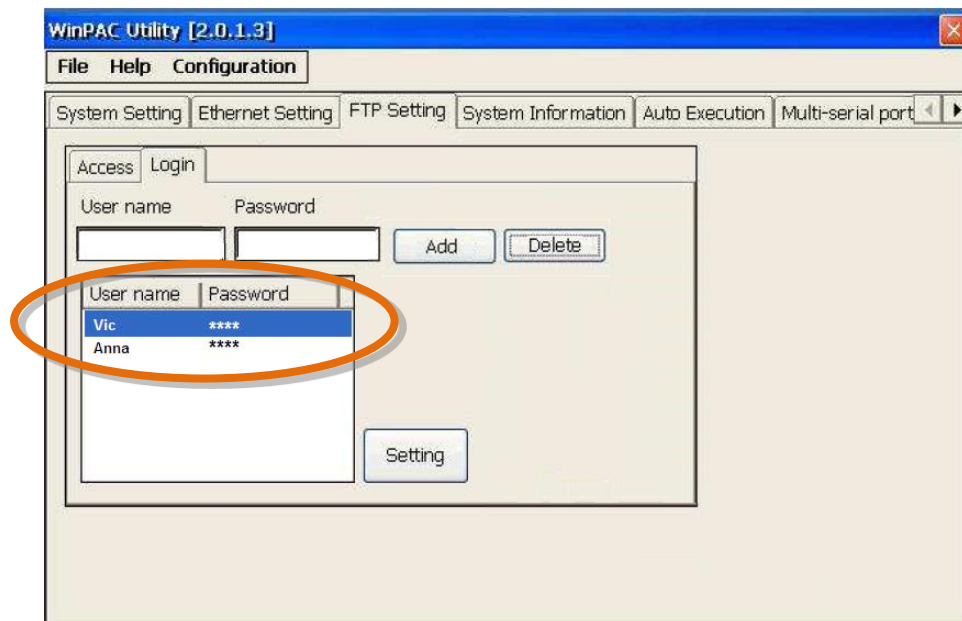 WinPAC Utility [2.0.1.3]
File Help Configuration
System Setting Ethernet Setting FTP Setting System Information Auto Execution Multi-serial port
Access Login
User name Password
Add Delete
User name Password
Vic ****
Anna ****
Setting